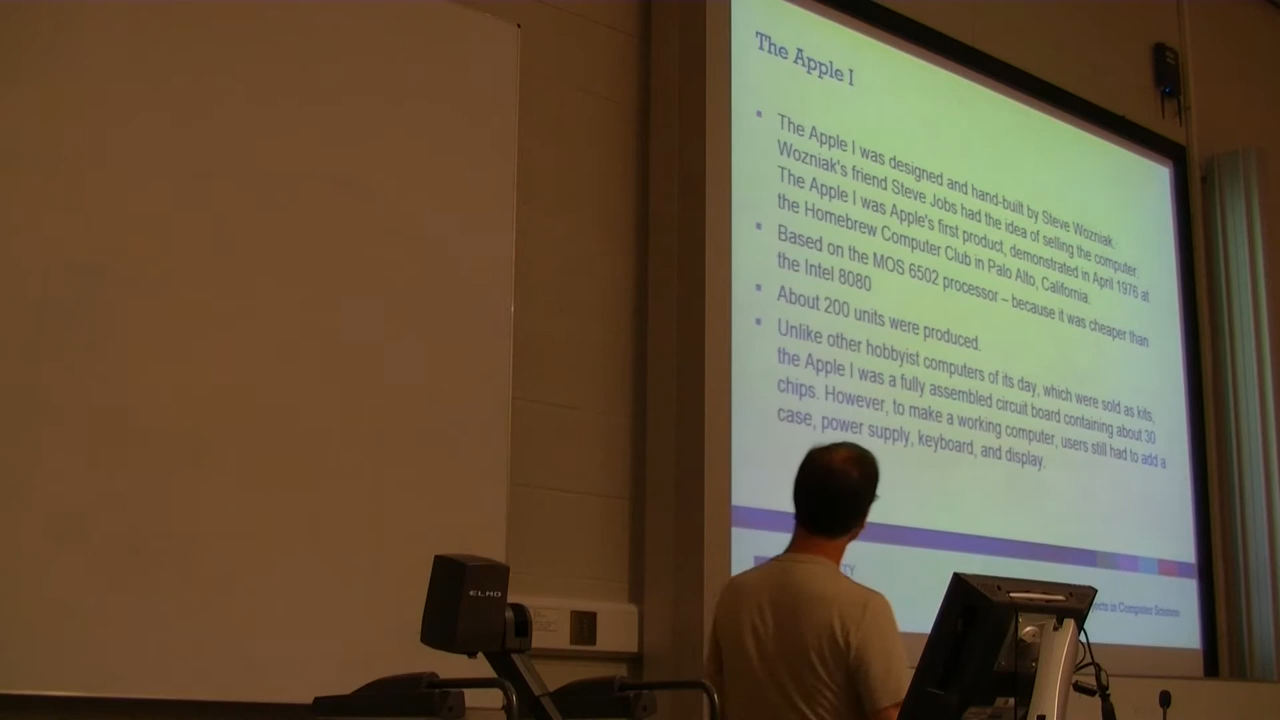 The Apple I
▪ The Apple I was designed and hand-built by Steve Wozniak.
Wozniak's friend Steve Jobs had the idea of selling the computer.
The Apple I was Apple's first product, demonstrated in April 1976 at
the Homebrew Computer Club in Palo Alto, California.
▪ Based on the MOS 6502 processor – because it was cheaper than
the Intel 8080
▪ About 200 units were produced.
▪ Unlike other hobbyist computers of its day, which were sold as kits,
the Apple I was a fully assembled circuit board containing about 30
chips. However, to make a working computer, users still had to add a
case, power supply, keyboard, and display.
in Computer Science
ELMO